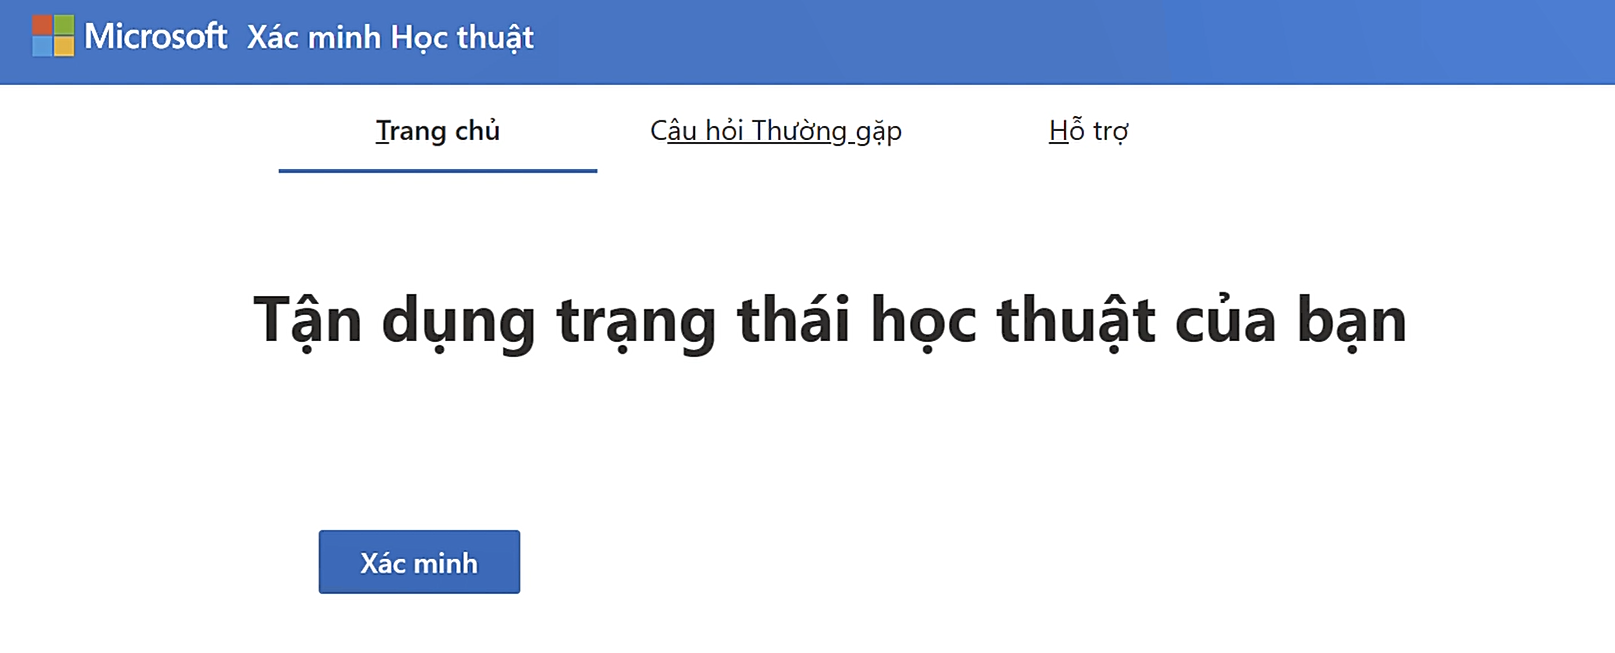 Microsoft Xác minh Học thuật
Trang chủ Câu hỏi Thường gặp Hỗ trợ
Tận dụng trạng thái học thuật của bạn
Xác minh